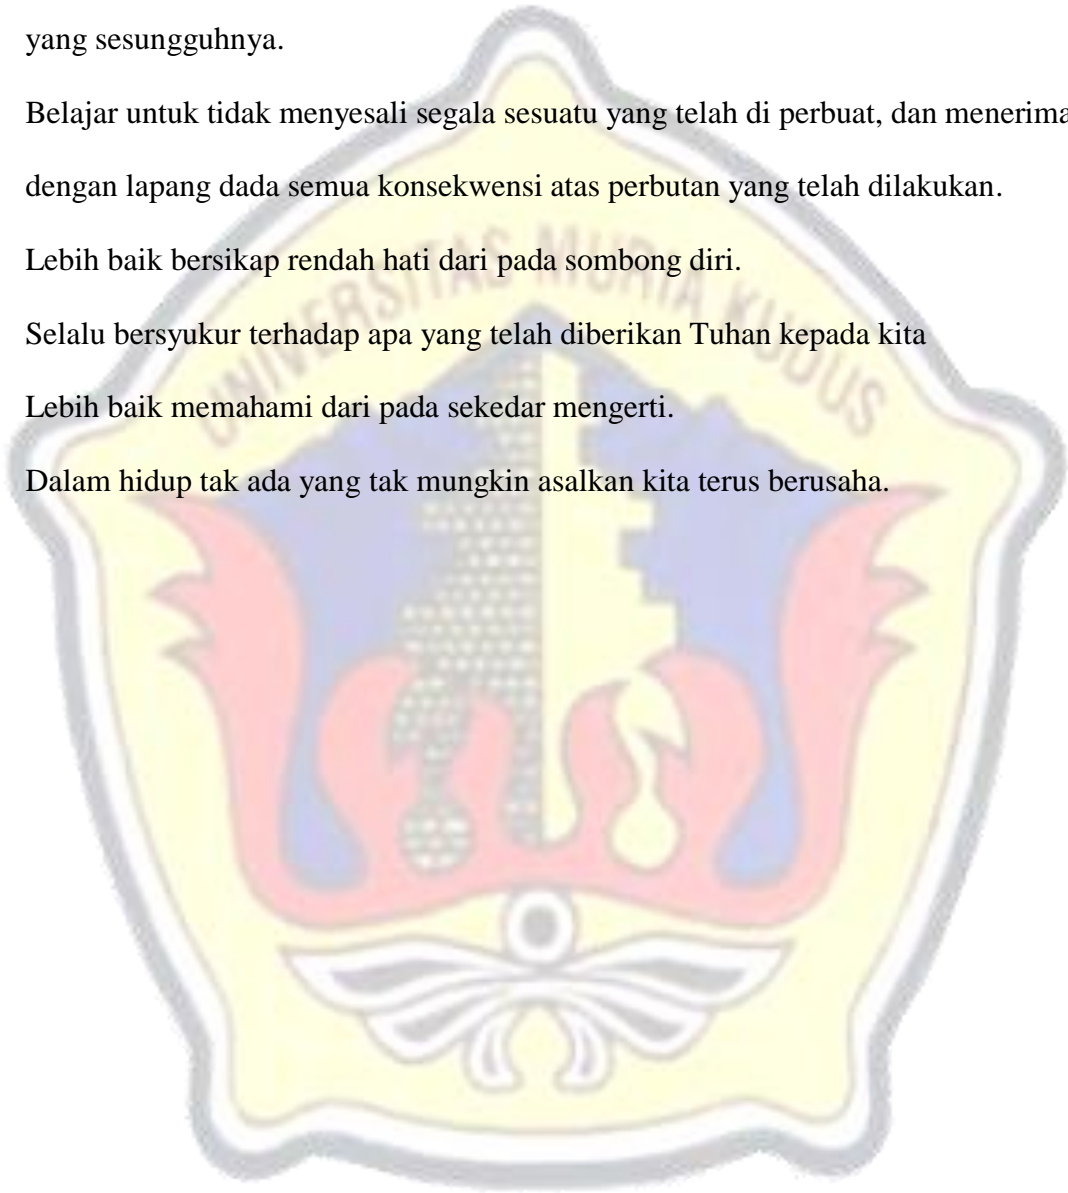 yang sesungguhnya.
Belajar untuk tidak menyesali segala sesuatu yang telah di perbuat, dan menerima
dengan lapang dada semua konsekwensi atas perbutan yang telah dilakukan.
Lebih baik bersikap rendah hati dari pada sombong diri.
Selalu bersyukur terhadap apa yang telah diberikan Tuhan kepada kita
Lebih baik memahami dari pada sekedar mengerti.
Dalam hidup tak ada yang tak mungkin asalkan kita terus berusaha.
UNIVERSITAS MURIA KUDUS